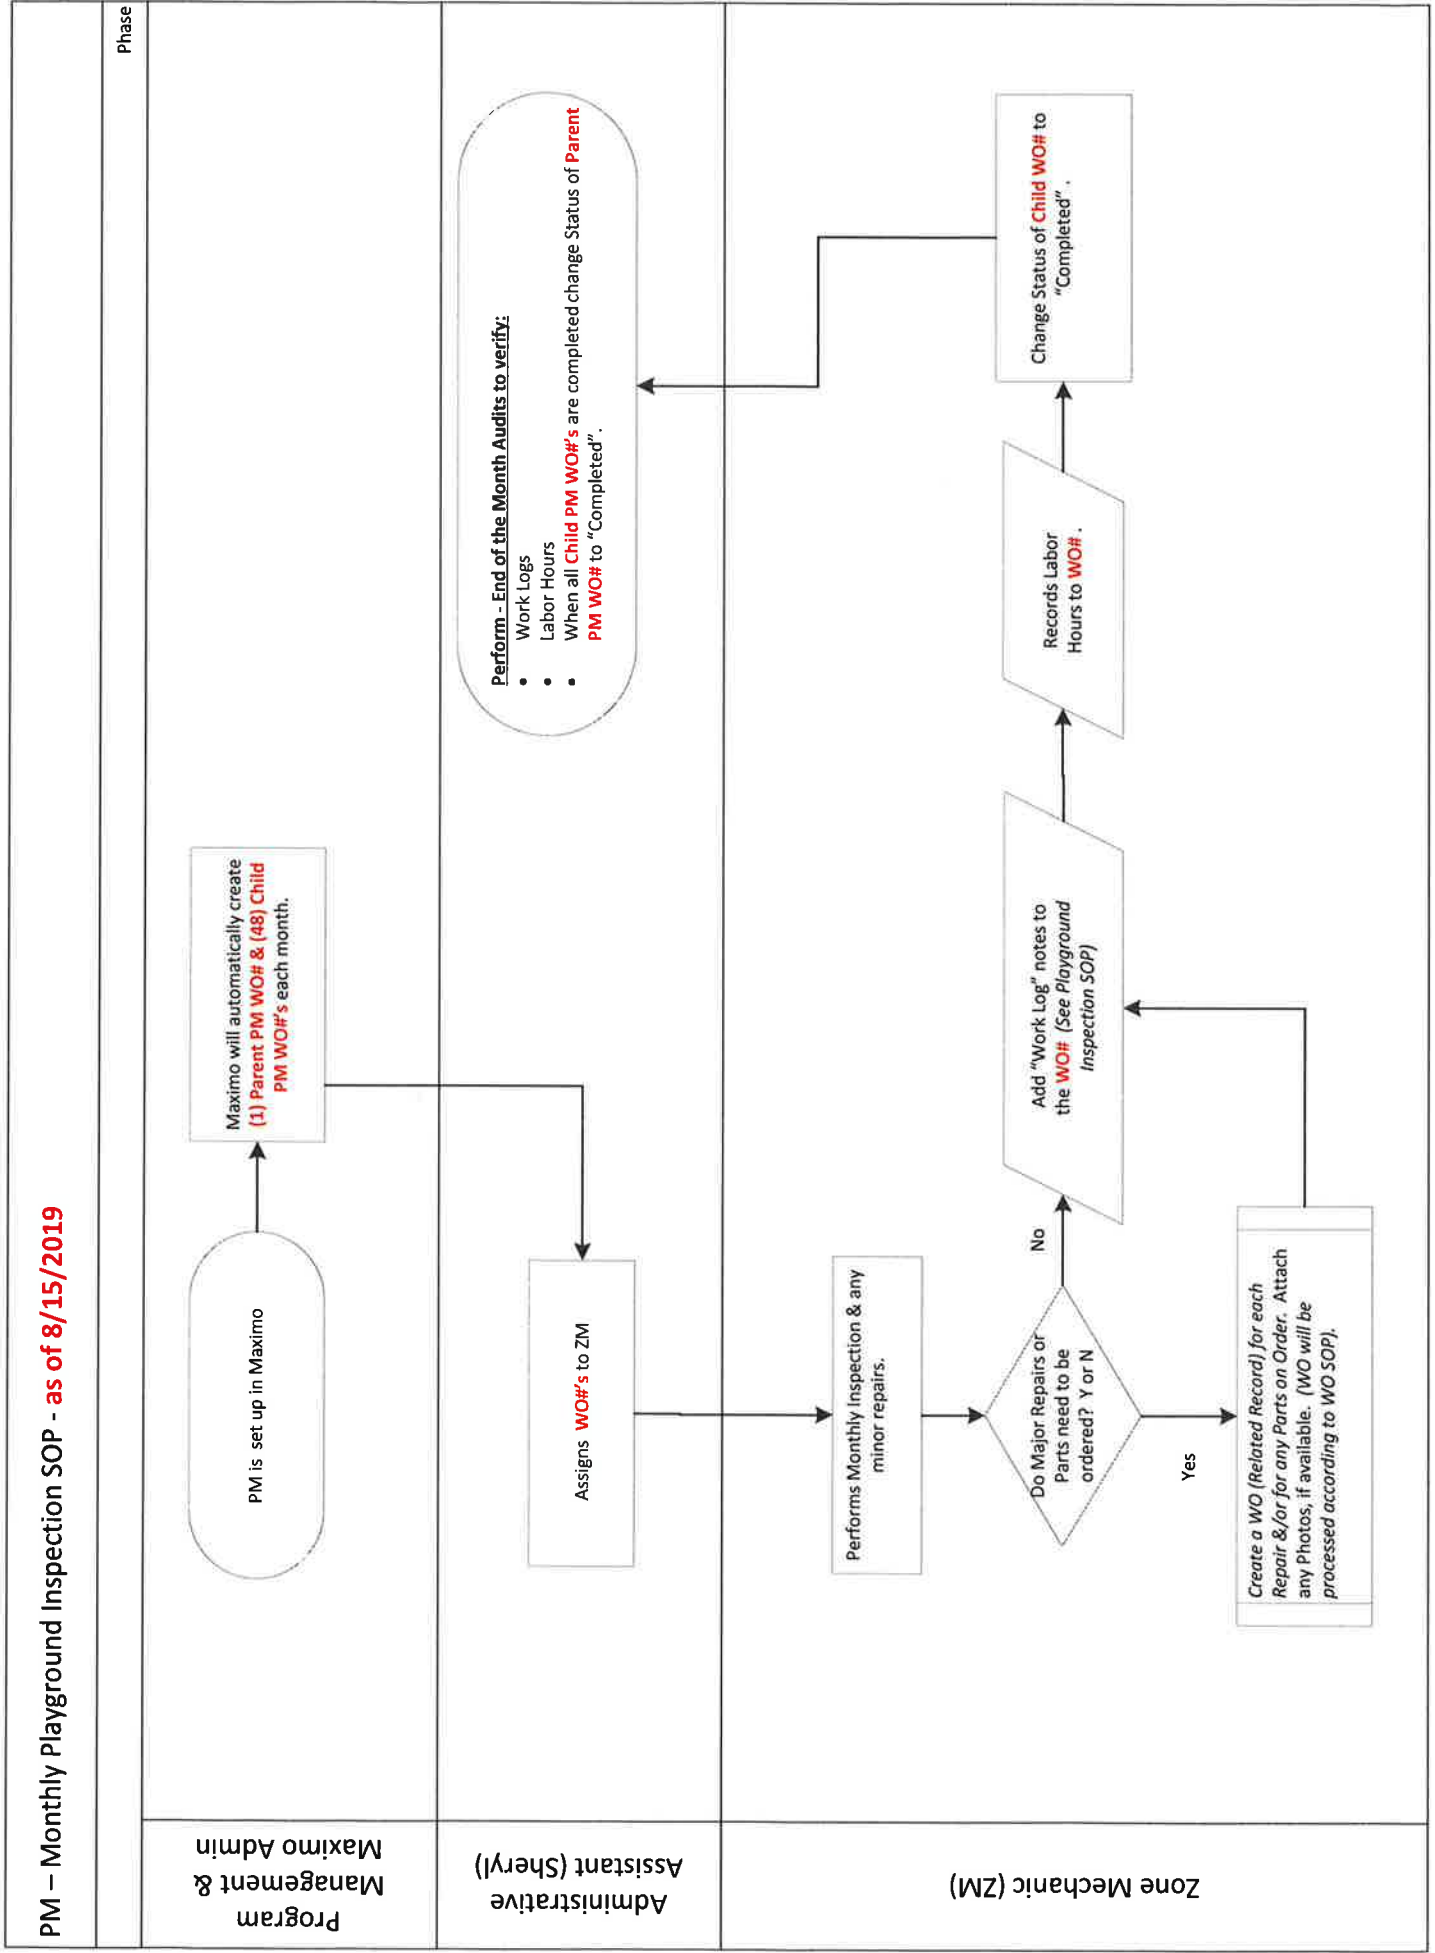 PM – Monthly Playground Inspection SOP - as of 8/15/2019
Phase
Program
Management &
Maximo Admin
PM is set up in Maximo
Maximo will automatically create
(1) Parent PM WO# & (48) Child
PM WO#'s each month.
Administrative
Assistant (Sheryl)
Assigns WO#'s to ZM
Perform - End of the Month Audits to verify:
• Work Logs
• Labor Hours
• When all Child PM WO#'s are completed change Status of Parent
PM WO# to “Completed”.
Zone Mechanic (ZM)
Performs Monthly Inspection & any
minor repairs.
Do Major Repairs or
Parts need to be
ordered? Y or N
No
Yes
Create a WO (Related Record) for each
Repair &/or for any Parts on Order. Attach
any Photos, if available. (WO will be
processed according to WO SOP).
Add “Work Log” notes to
the WO# (See Playground
Inspection SOP)
Records Labor
Hours to WO# .
Change Status of Child WO# to
“Completed” .